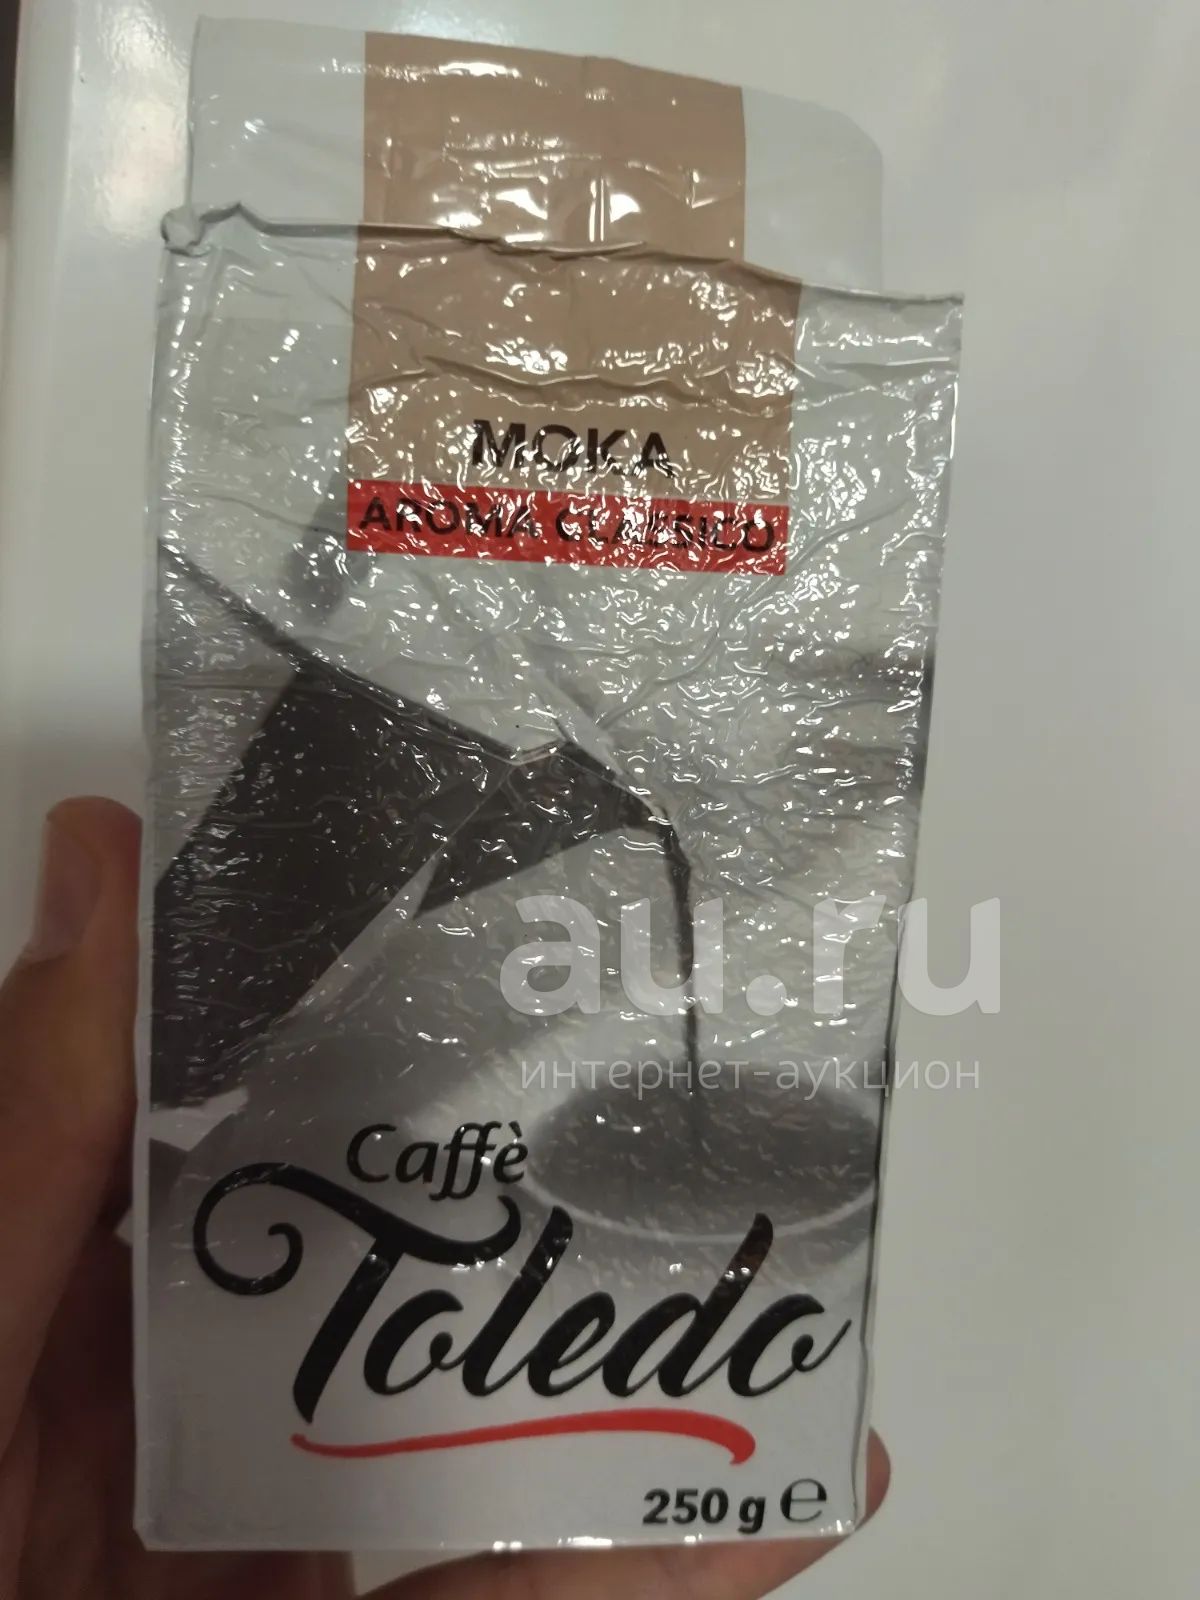 MOKA
AROMA CLASSICO
au.ru
интернет-аукцион
Caffè
Toledo
250 g ℮